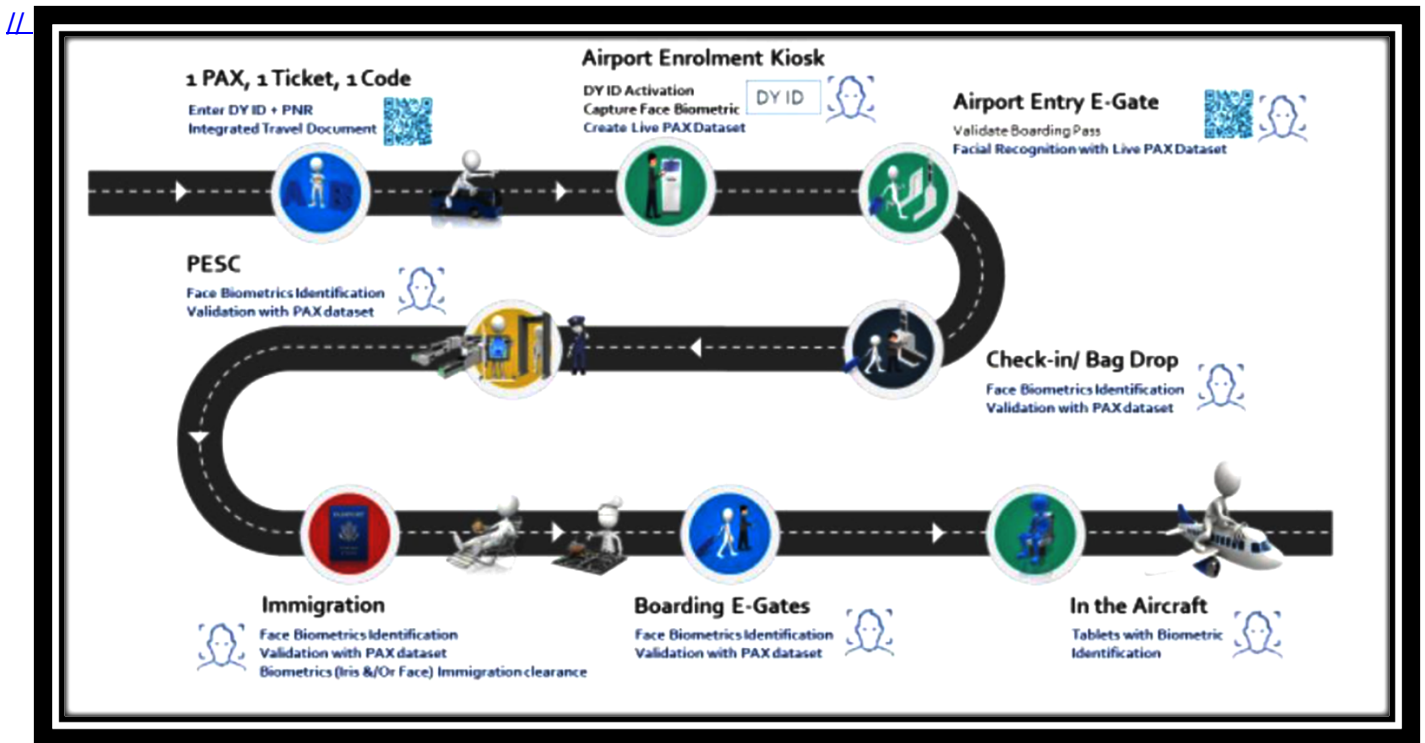 //
1 PAX, 1 Ticket, 1 Code
Enter DY ID + PNR
Integrated Travel Document
Airport Enrolment Kiosk
DY ID Activation
Capture Face Biometric
Create Live PAX Dataset
DY ID
Airport Entry E-Gate
Validate Boarding Pass
Facial Recognition with Live PAX Dataset
PESC
Face Biometrics Identification
Validation with PAX dataset
Check-in/ Bag Drop
Face Biometrics Identification
Validation with PAX dataset
Immigration
Face Biometrics Identification
Validation with PAX dataset
Biometrics (Iris &/Or Face) Immigration clearance
Boarding E-Gates
Face Biometrics Identification
Validation with PAX dataset
In the Aircraft
Tablets with Biometric
Identification